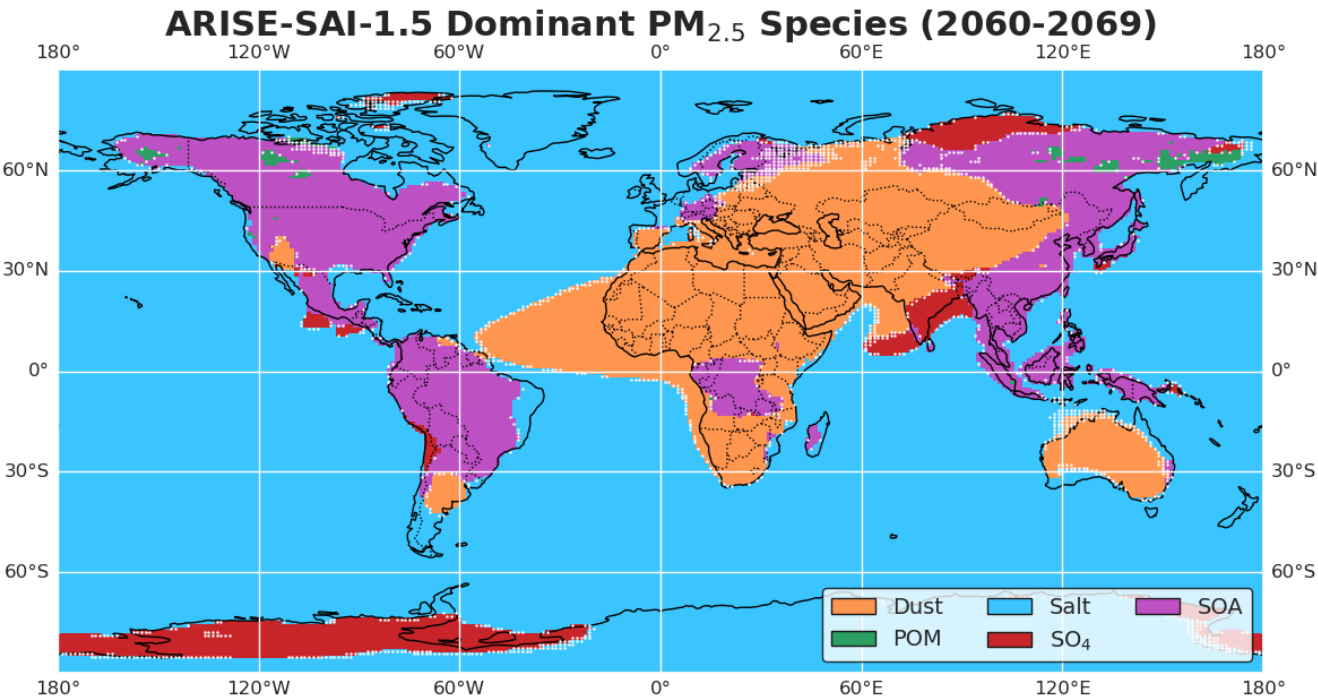 ARISE-SAI-1.5 Dominant PM₂.₅ Species (2060-2069)
180° 120°W 60°W 0° 60°E 120°E 180°
60°N 60°N
30°N 30°N
0° 0°
30°S 30°S
60°S 60°S
Dust Salt SOA
POM SO₄
180° 120°W 60°W 0° 60°E 120°E 180°